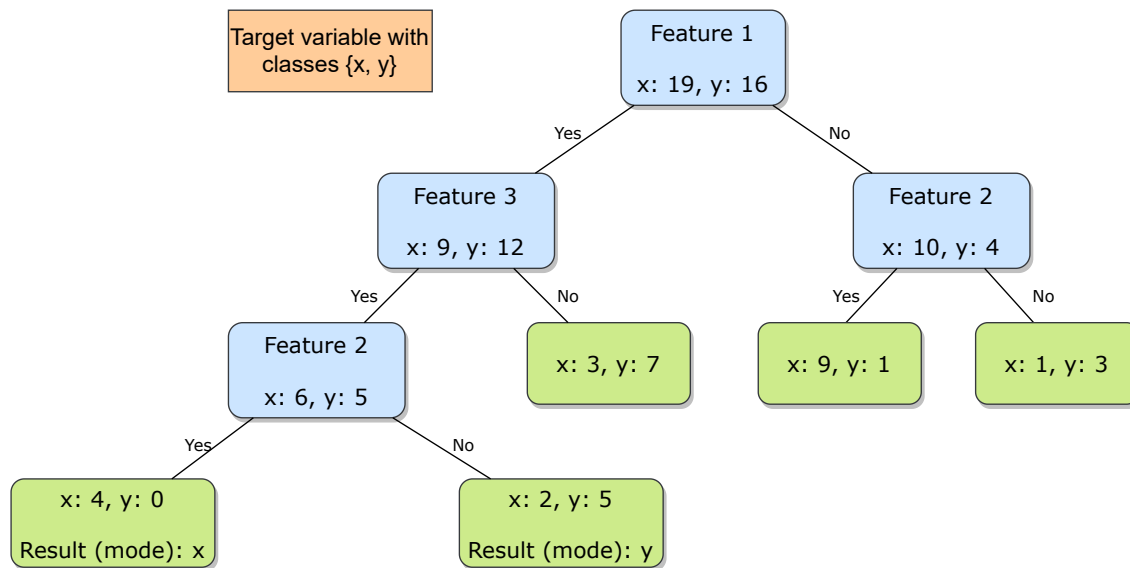 Target variable with
classes {x, y}
Feature 1
x: 19, y: 16
Yes
No
Feature 3
x: 9, y: 12
Feature 2
x: 10, y: 4
Yes
No
Yes
No
Feature 2
x: 6, y: 5
x: 3, y: 7
x: 9, y: 1
x: 1, y: 3
Yes
No
x: 4, y: 0
Result (mode): x
x: 2, y: 5
Result (mode): y